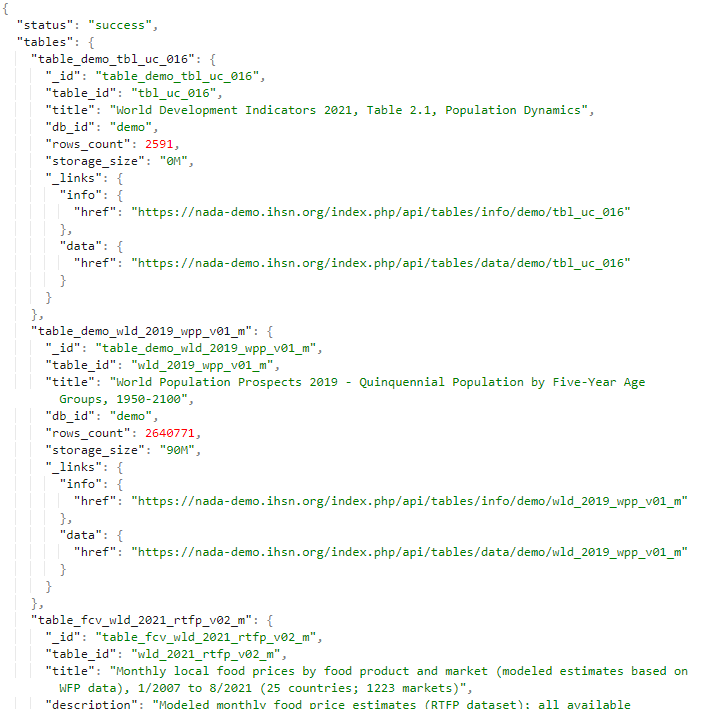 {
"status": "success",
"tables": {
"table_demo_tbl_uc_016": {
"_id": "table_demo_tbl_uc_016",
"table_id": "tbl_uc_016",
"title": "World Development Indicators 2021, Table 2.1, Population Dynamics",
"db_id": "demo",
"rows_count": 2591,
"storage_size": "0M",
"_links": {
"info": {
"href": "https://nada-demo.ihsn.org/index.php/api/tables/info/demo/tbl_uc_016"
},
"data": {
"href": "https://nada-demo.ihsn.org/index.php/api/tables/data/demo/tbl_uc_016"
}
}
},
"table_demo_wld_2019_wpp_v01_m": {
"_id": "table_demo_wld_2019_wpp_v01_m",
"table_id": "wld_2019_wpp_v01_m",
"title": "World Population Prospects 2019 - Quinquennial Population by Five-Year Age
Groups, 1950-2100",
"db_id": "demo",
"rows_count": 2640771,
"storage_size": "90M",
"_links": {
"info": {
"href": "https://nada-demo.ihsn.org/index.php/api/tables/info/demo/wld_2019_wpp_v01_m"
},
"data": {
"href": "https://nada-demo.ihsn.org/index.php/api/tables/data/demo/wld_2019_wpp_v01_m"
}
}
},
"table_fcv_wld_2021_rtfp_v02_m": {
"_id": "table_fcv_wld_2021_rtfp_v02_m",
"table_id": "wld_2021_rtfp_v02_m",
"title": "Monthly local food prices by food product and market (modeled estimates based on
WFP data), 1/2007 to 8/2021 (25 countries; 1223 markets)",
"description": "Modeled monthly food price estimates (RTFP dataset); all available